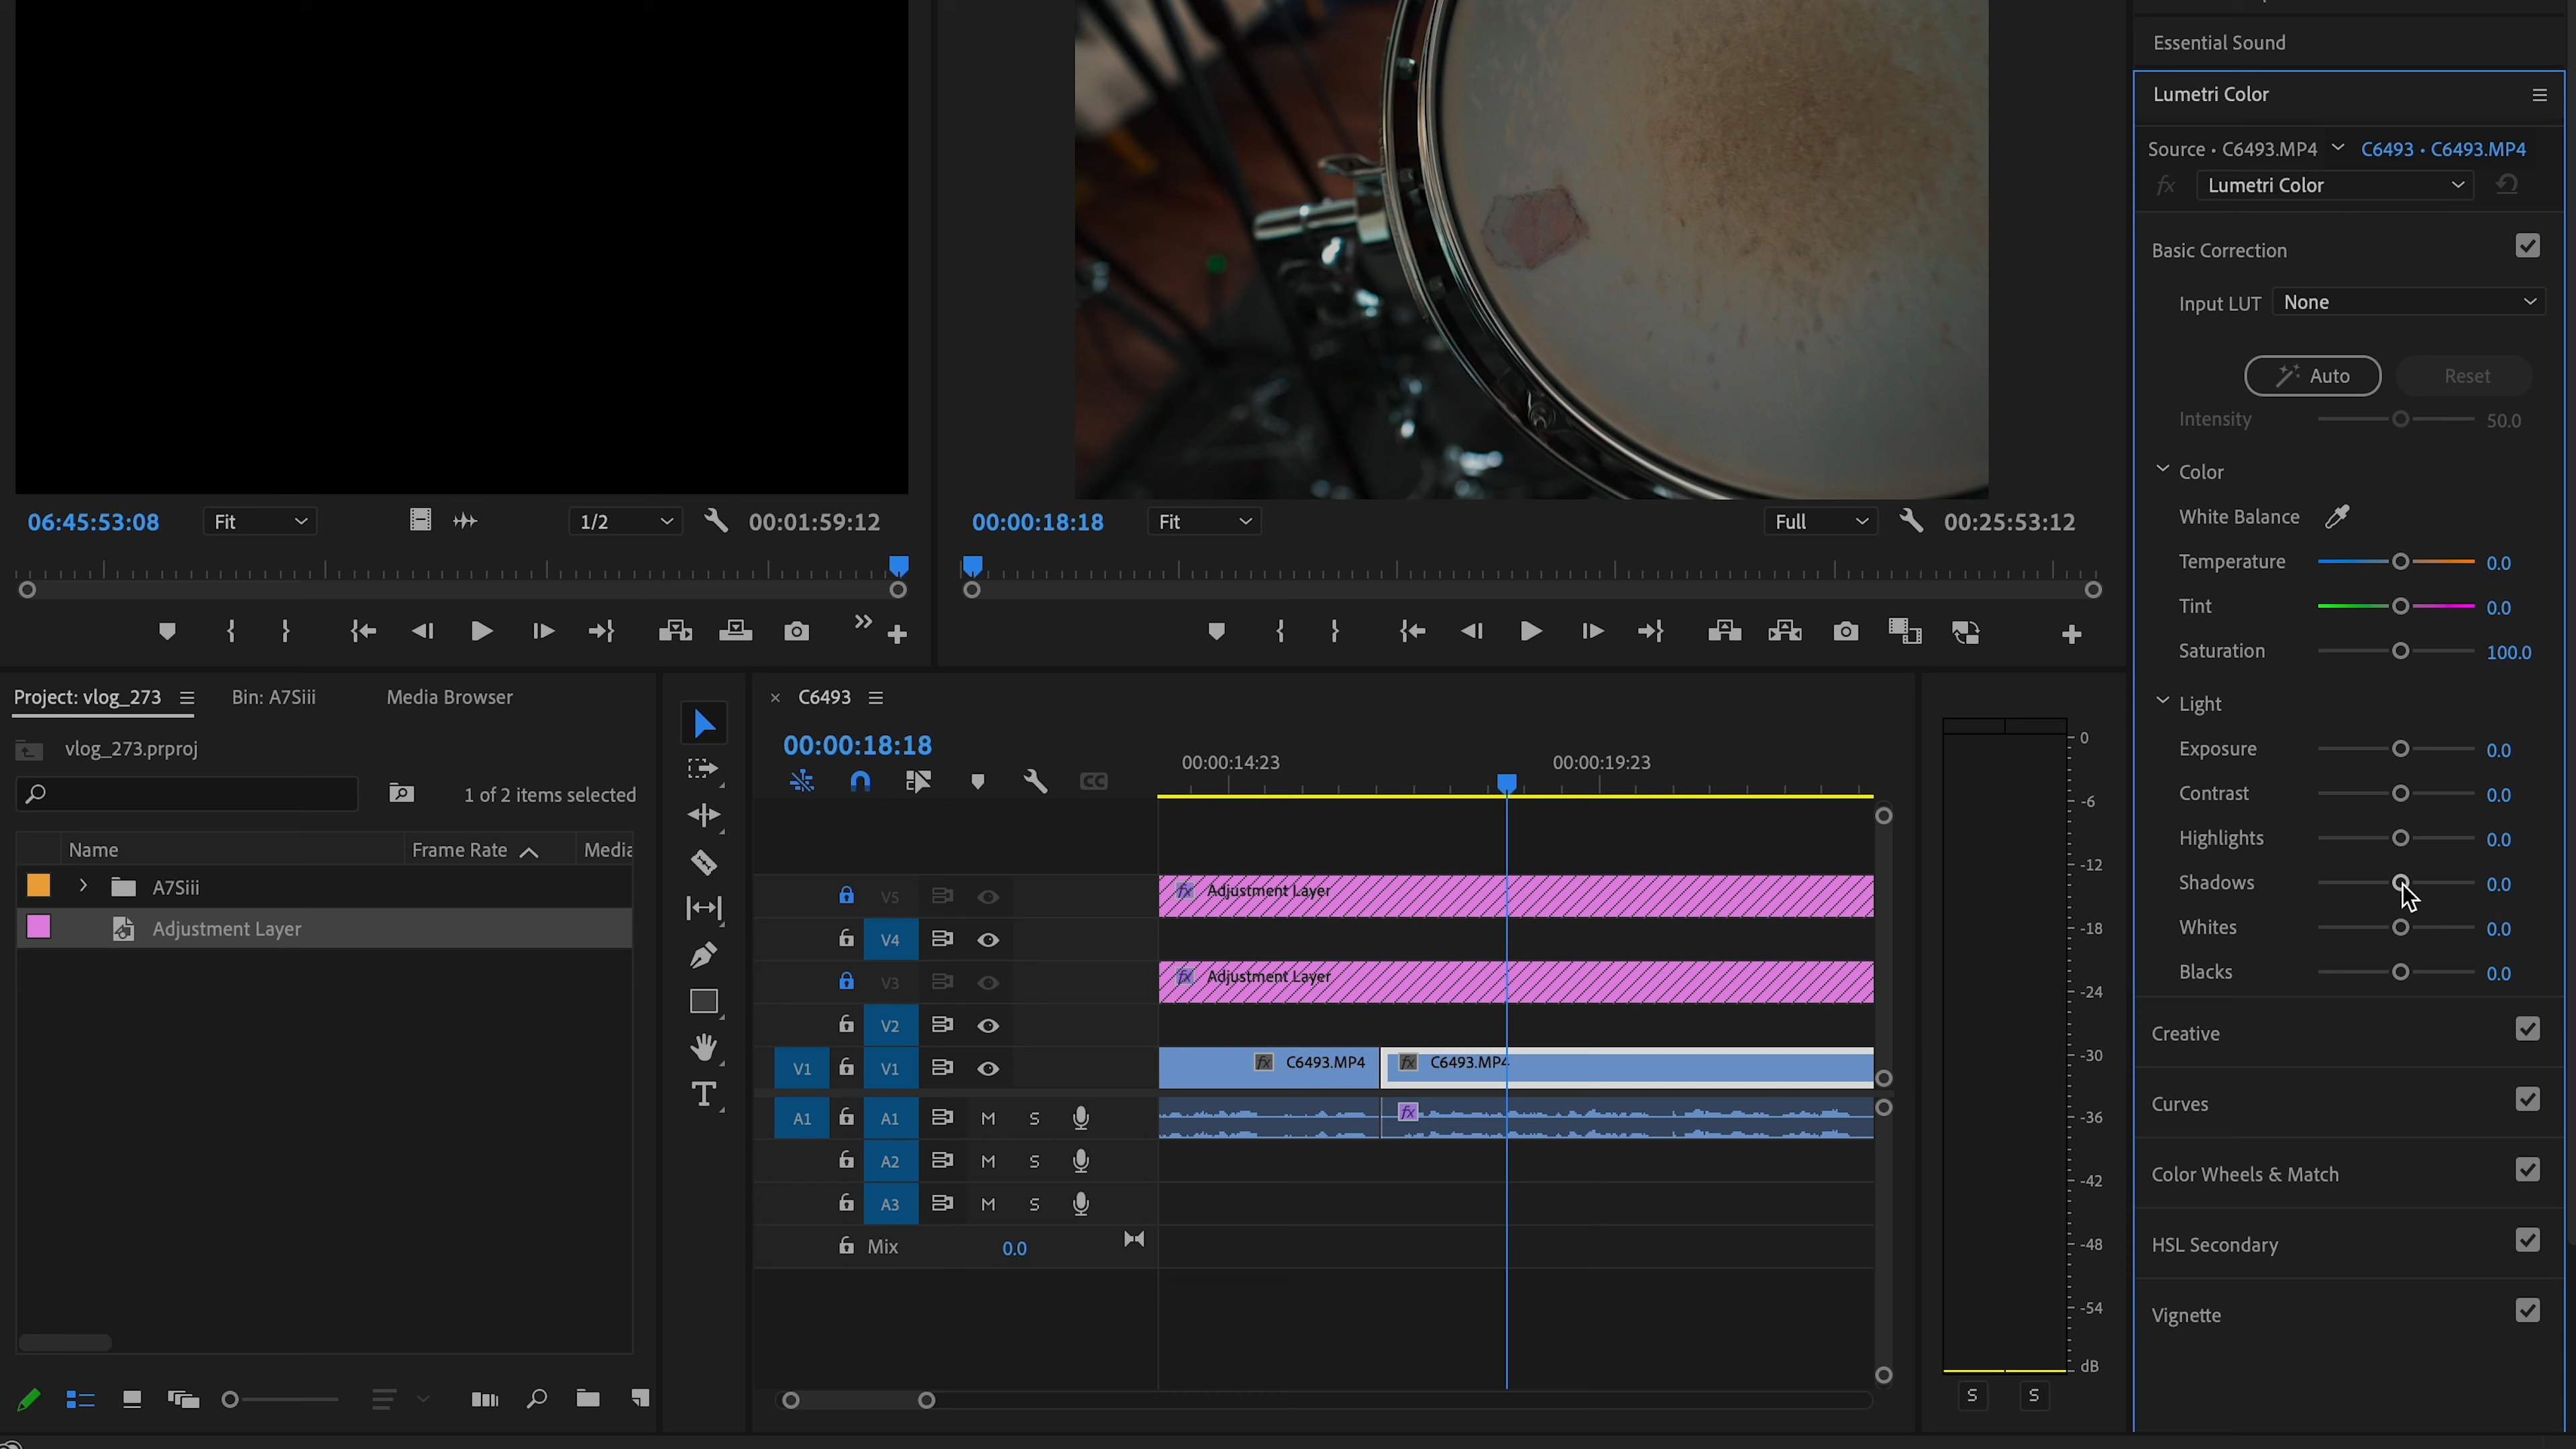 Essential Sound
Lumetri Color
Source • C6493.MP4
C6493 • C6493.MP4
fx
Lumetri Color
Basic Correction
Input LUT
None
Auto
Reset
Intensity
50.0
Color
White Balance
Temperature
0.0
Tint
0.0
Saturation
100.0
Light
Exposure
0.0
Contrast
0.0
Highlights
0.0
Shadows
0.0
Whites
0.0
Blacks
0.0
Creative
Curves
Color Wheels & Match
HSL Secondary
Vignette
06:45:53:08
Fit
1/2
00:01:59:12
00:00:18:18
Fit
Full
00:25:53:12
Project: vlog_273
Bin: A7Siii
Media Browser
vlog_273.prproj
1 of 2 items selected
Name
Frame Rate
Media
A7Siii
Adjustment Layer
C6493
00:00:18:18
CC
00:00:14:23
00:00:19:23
V5
fx Adjustment Layer
V4
V3
fx Adjustment Layer
V2
V1
V1
fx C6493.MP4
fx C6493.MP4
A1
A1
M
S
fx
A2
M
S
A3
M
S
Mix
0.0
0
-6
-12
-18
-24
-30
-36
-42
-48
-54
dB
S
S